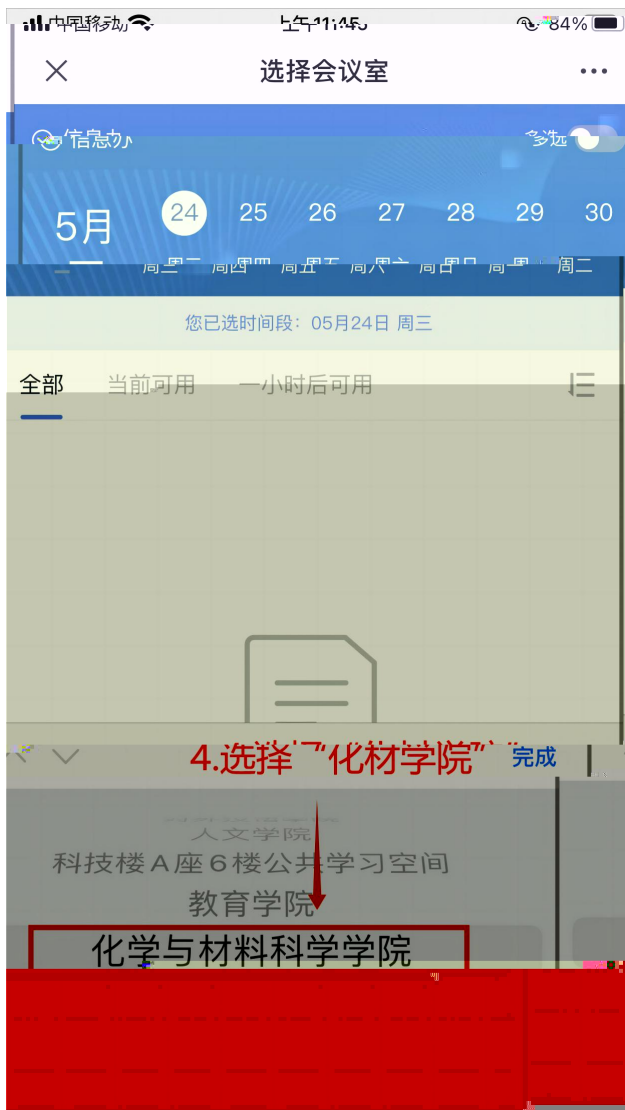 中国移动 上午11:45 84%
选择会议室
信息办 多选
5月 24 25 26 27 28 29 30
周三 周四 周五 周六 周日 周一 周二
您已选时间段：05月24日 周三
全部 当前可用 一小时后可用
4.选择“化材学院” 完成
人文学院
科技楼A座6楼公共学习空间
教育学院
化学与材料科学学院